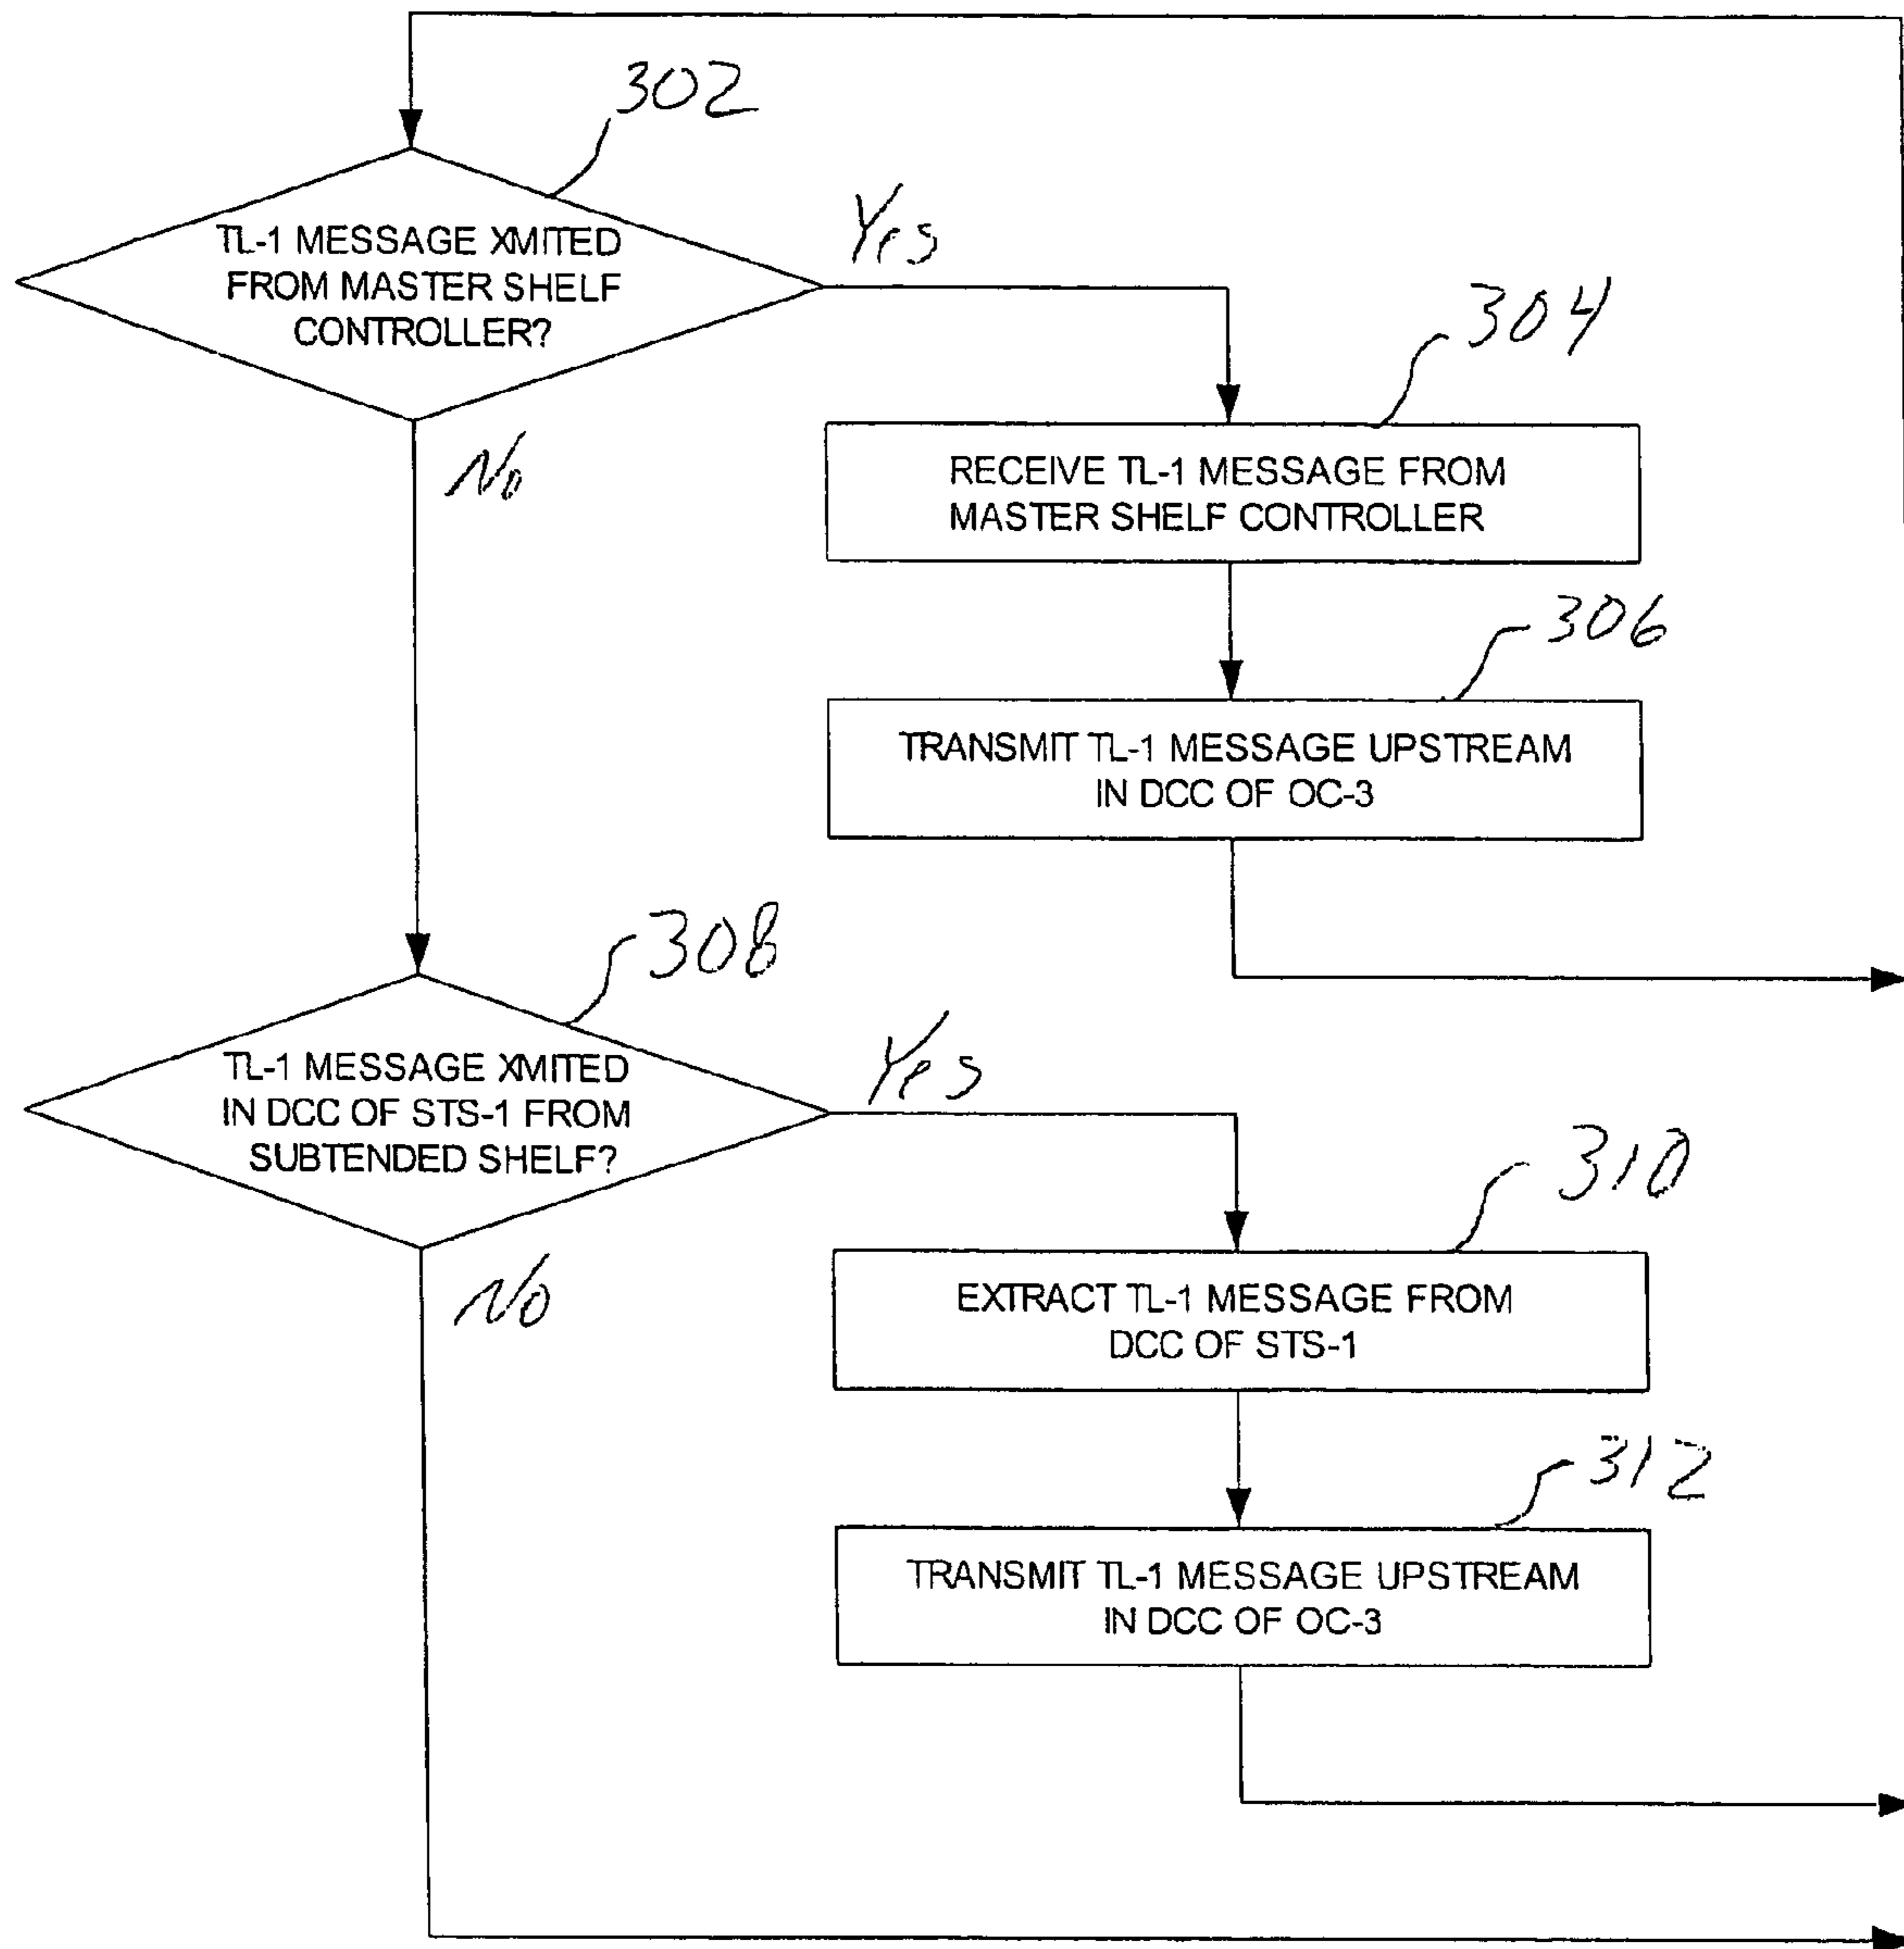 302
TL-1 MESSAGE XMITED
FROM MASTER SHELF
CONTROLLER?
Yes
No
304
RECEIVE TL-1 MESSAGE FROM
MASTER SHELF CONTROLLER
306
TRANSMIT TL-1 MESSAGE UPSTREAM
IN DCC OF OC-3
308
TL-1 MESSAGE XMITED
IN DCC OF STS-1 FROM
SUBTENDED SHELF?
Yes
No
310
EXTRACT TL-1 MESSAGE FROM
DCC OF STS-1
312
TRANSMIT TL-1 MESSAGE UPSTREAM
IN DCC OF OC-3